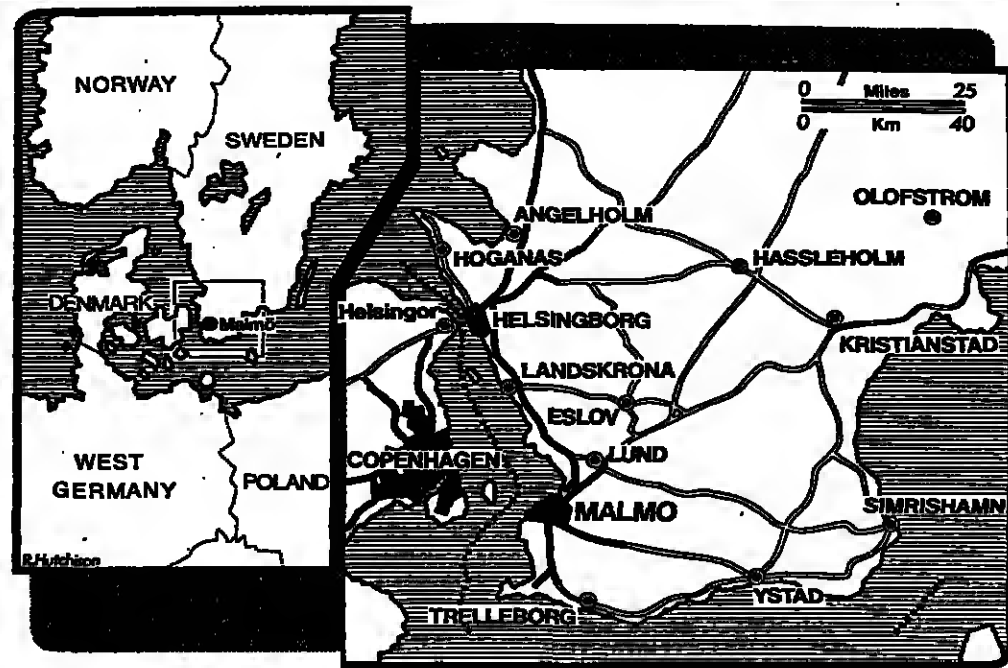 NORWAY
SWEDEN
DENMARK
Malmö
WEST
GERMANY
POLAND
R.Hutchison
0 Miles 25
0 Km 40
OLOFSTROM
ANGELHOLM
HOGANAS
HASSLEHOLM
Helsingor
HELSINGBORG
KRISTIANSTAD
LANDSKRONA
ESLOV
COPENHAGEN
LUND
MALMO
SIMRISHAMN
YSTAD
TRELLEBORG